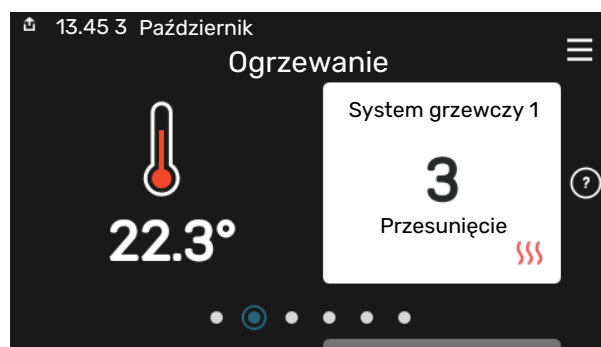 13.45 3 Październik
Ogrzewanie
System grzewczy 1
3
Przesunięcie
22.3°
?